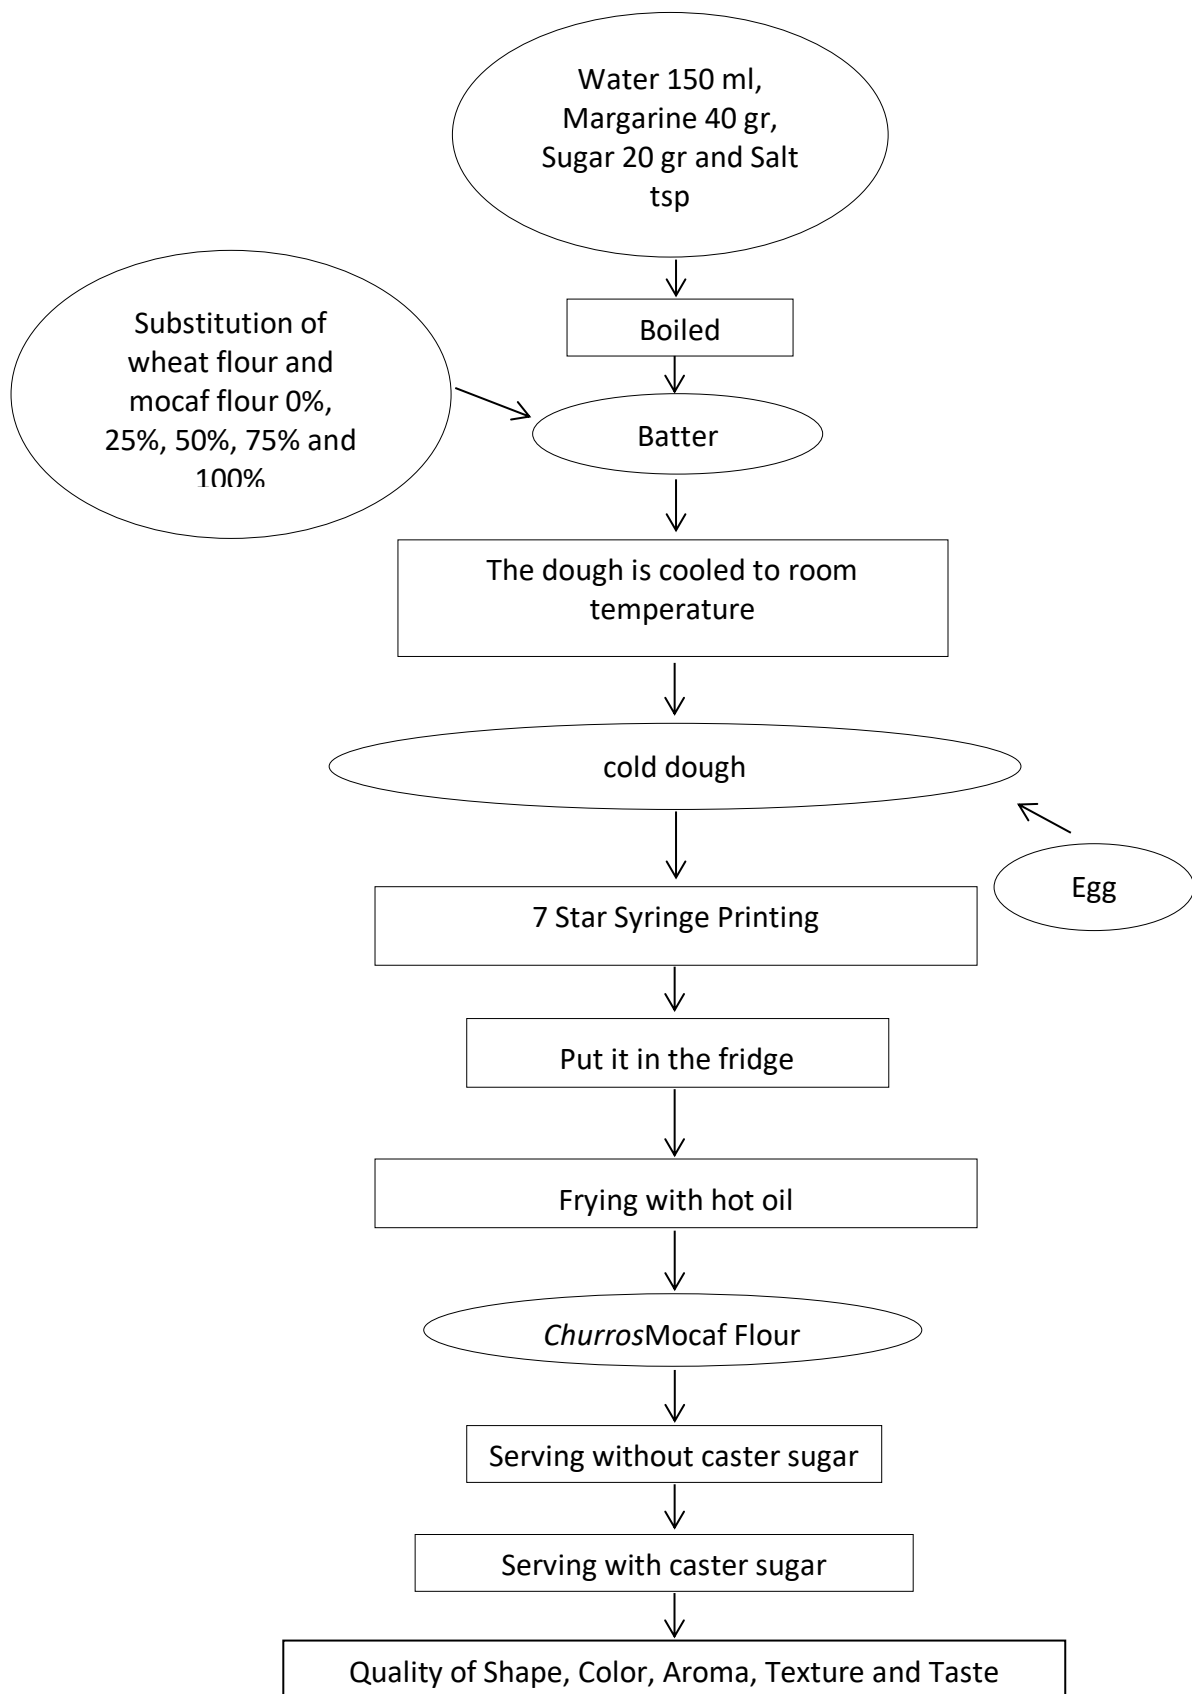 Water 150 ml,
Margarine 40 gr,
Sugar 20 gr and Salt
tsp
Boiled
Substitution of
wheat flour and
mocaf flour 0%,
25%, 50%, 75% and
100%
Batter
The dough is cooled to room
temperature
cold dough
Egg
7 Star Syringe Printing
Put it in the fridge
Frying with hot oil
ChurrosMocaf Flour
Serving without caster sugar
Serving with caster sugar
Quality of Shape, Color, Aroma, Texture and Taste